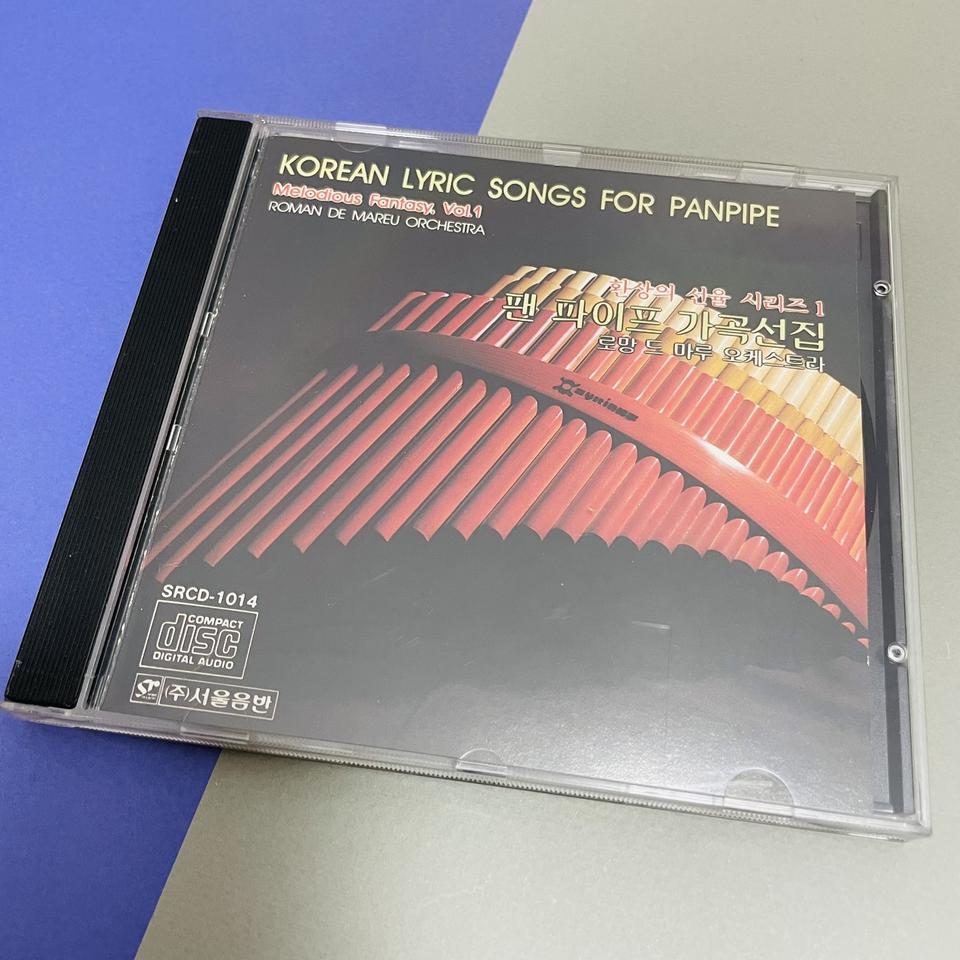 KOREAN LYRIC SONGS FOR PANPIPE
Melodious Fantasy, Vol.1
ROMAN DE MAREU ORCHESTRA
환상의 선율 시리즈 1
팬 파이프 가곡선집
로망 드 마루 오케스트라
SRCD-1014
COMPACT
disc
DIGITAL AUDIO
(주)서울음반